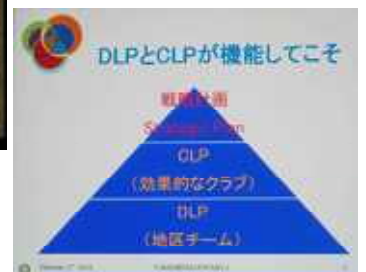 DLPとCLPが機能してこそ
戦略計画
Strategic Plan
CLP
(効果的なクラブ)
DLP
(地区チーム)